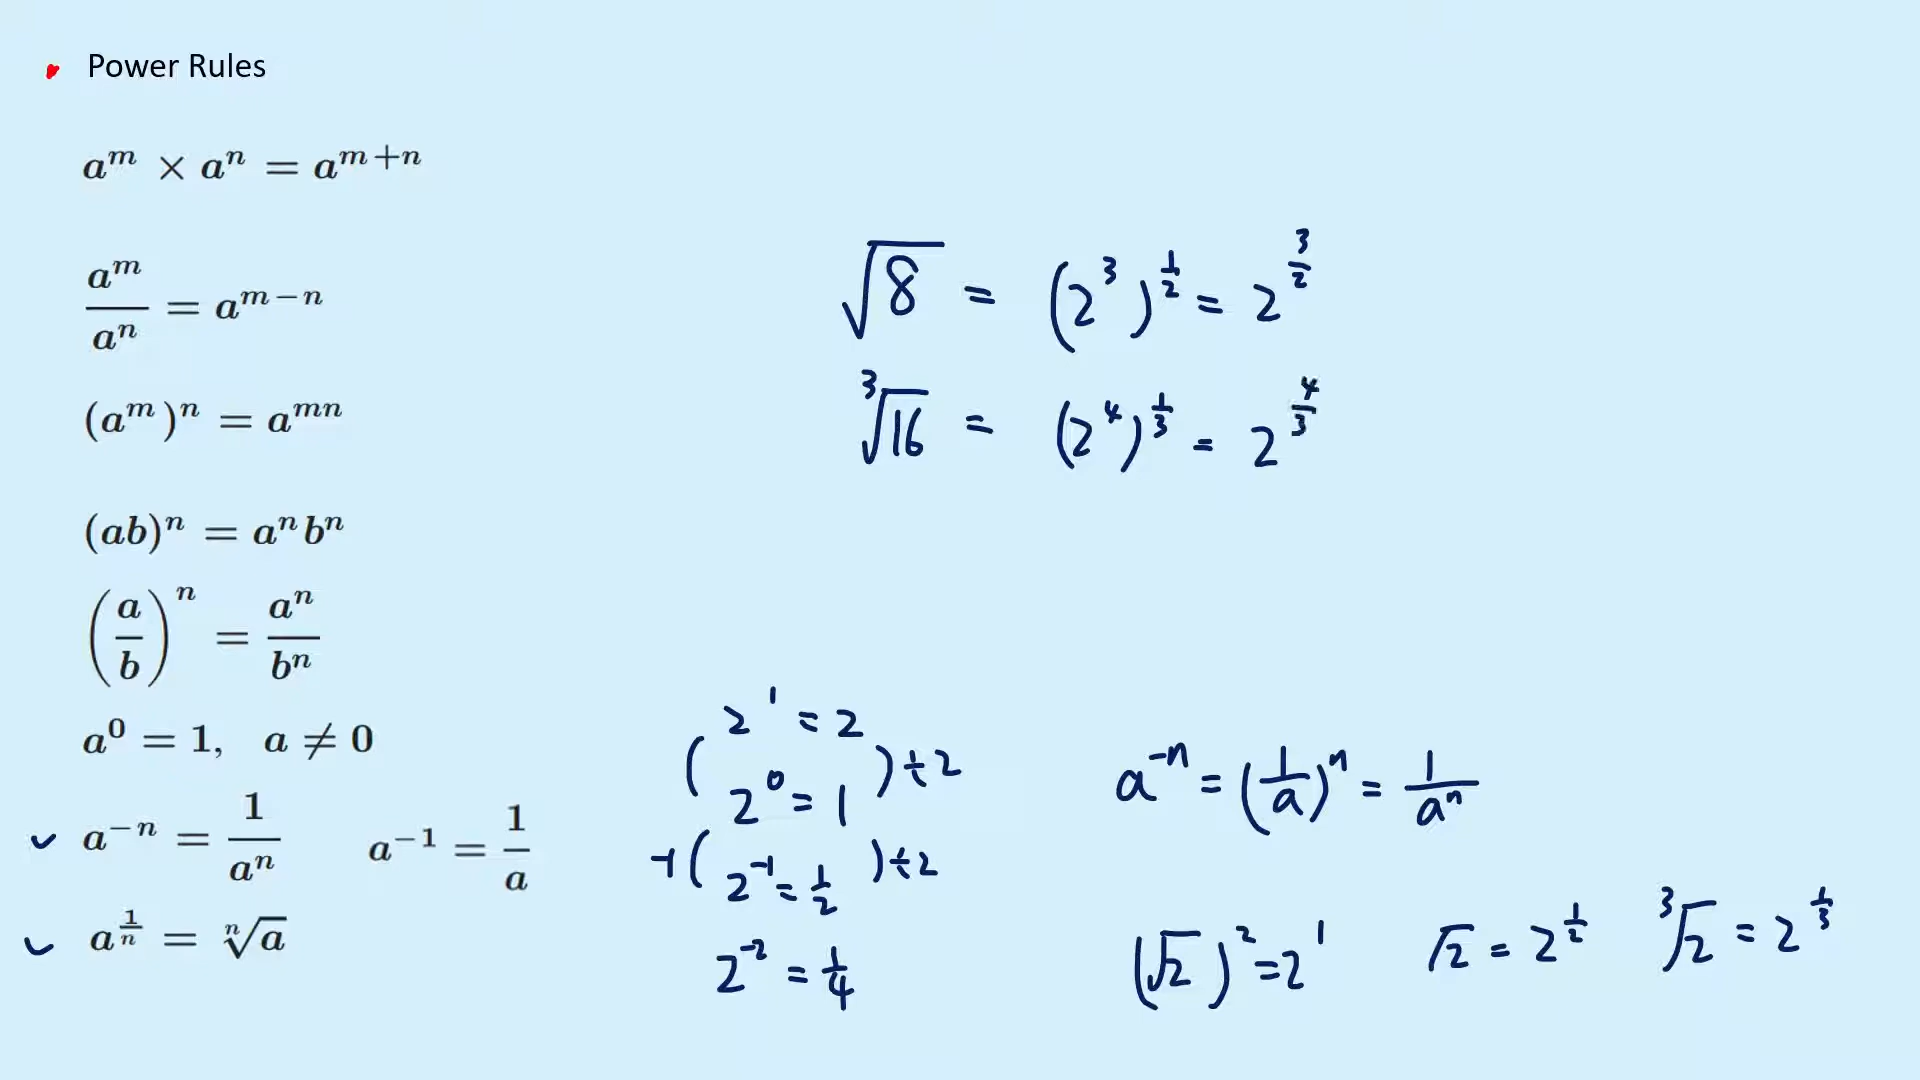 Power Rules
a^m × a^n = a^{m+n}
a^m / a^n = a^{m-n}
(a^m)^n = a^{mn}
(ab)^n = a^n b^n
(a/b)^n = a^n / b^n
a^0 = 1, a ≠ 0
a^{-n} = 1/a^n a^{-1} = 1/a
a^{1/n} = ⁿ√a
√8 = (2^3)^{1/2} = 2^{3/2}
³√16 = (2^4)^{1/3} = 2^{4/3}
2^1 = 2
( ) ÷2
2^0 = 1
-1 ( ) ÷2
2^{-1} = 1/2
2^{-2} = 1/4
a^{-n} = (1/a)^n = 1/a^n
(√2)^2 = 2^1 √2 = 2^{1/2} ³√2 = 2^{1/3}